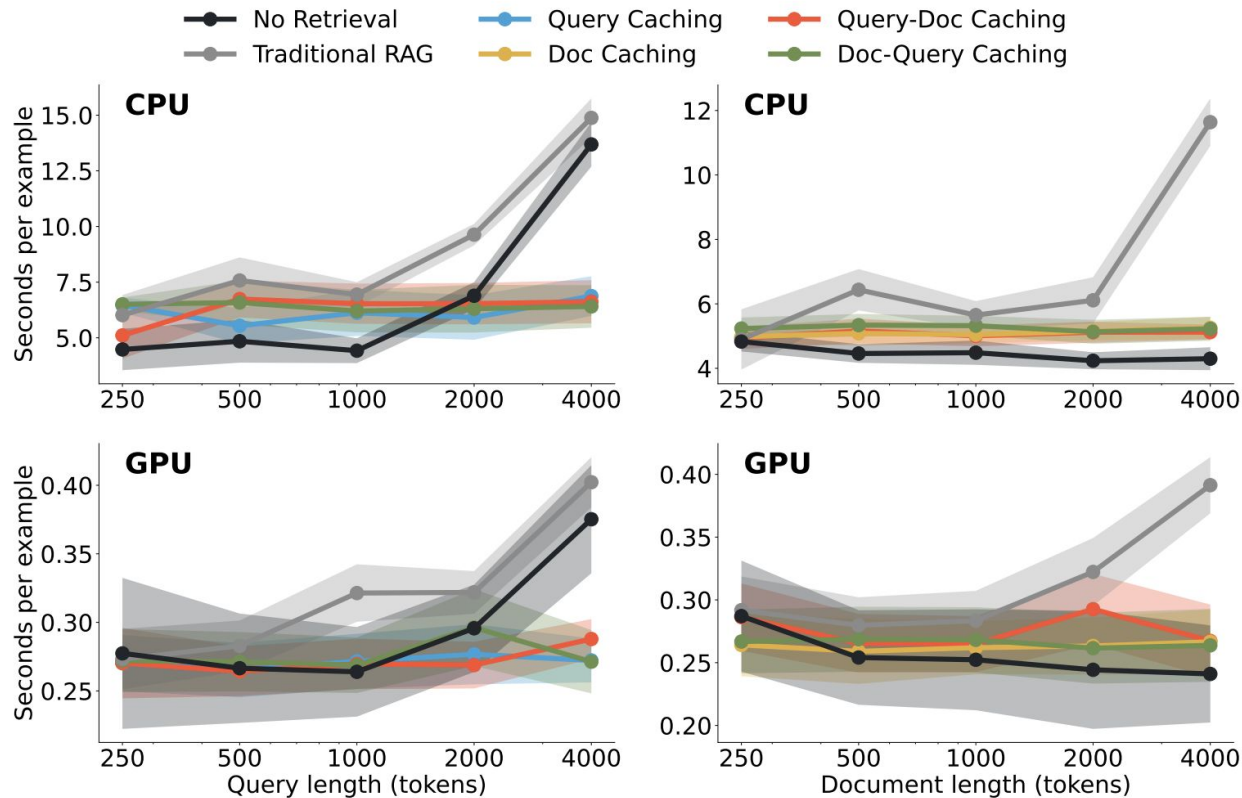 No Retrieval Query Caching Query-Doc Caching
Traditional RAG Doc Caching Doc-Query Caching
CPU
Seconds per example
15.0
12.5
10.0
7.5
5.0
250 500 1000 2000 4000
CPU
12
10
8
6
4
250 500 1000 2000 4000
GPU
Seconds per example
0.40
0.35
0.30
0.25
250 500 1000 2000 4000
Query length (tokens)
GPU
0.40
0.35
0.30
0.25
0.20
250 500 1000 2000 4000
Document length (tokens)